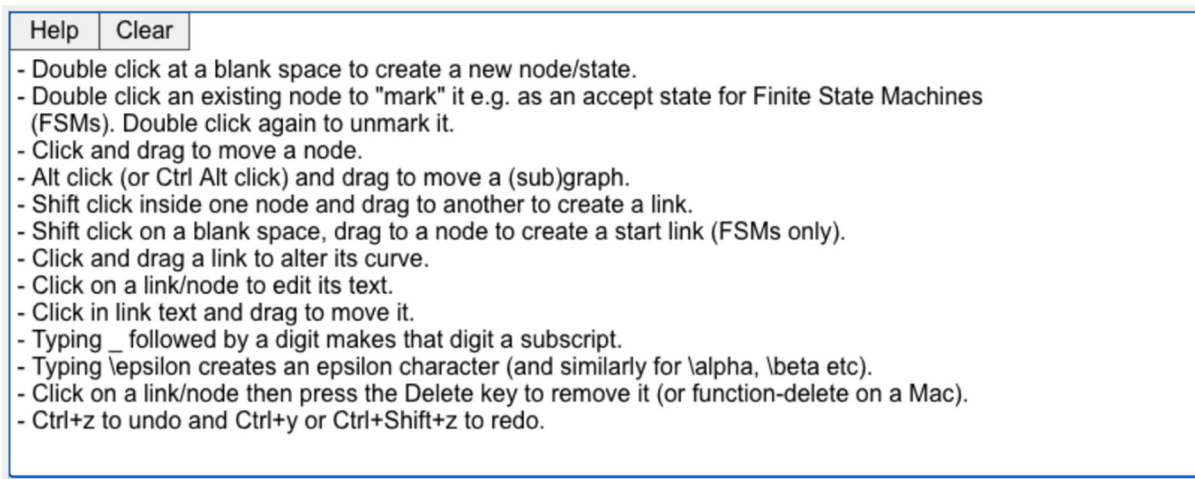 Help Clear
- Double click at a blank space to create a new node/state.
- Double click an existing node to "mark" it e.g. as an accept state for Finite State Machines
(FSMs). Double click again to unmark it.
- Click and drag to move a node.
- Alt click (or Ctrl Alt click) and drag to move a (sub)graph.
- Shift click inside one node and drag to another to create a link.
- Shift click on a blank space, drag to a node to create a start link (FSMs only).
- Click and drag a link to alter its curve.
- Click on a link/node to edit its text.
- Click in link text and drag to move it.
- Typing _ followed by a digit makes that digit a subscript.
- Typing \epsilon creates an epsilon character (and similarly for \alpha, \beta etc).
- Click on a link/node then press the Delete key to remove it (or function-delete on a Mac).
- Ctrl+z to undo and Ctrl+y or Ctrl+Shift+z to redo.